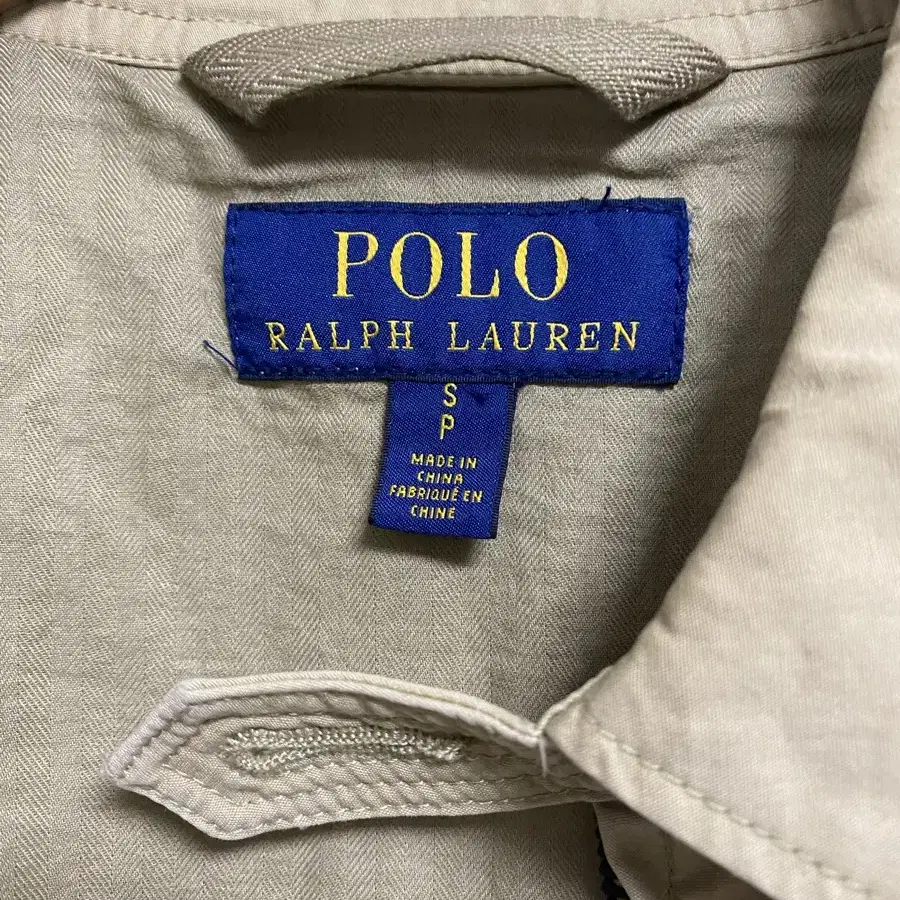 POLO
RALPH LAUREN
S
P
MADE IN
CHINA
FABRIQUÉ EN
CHINE